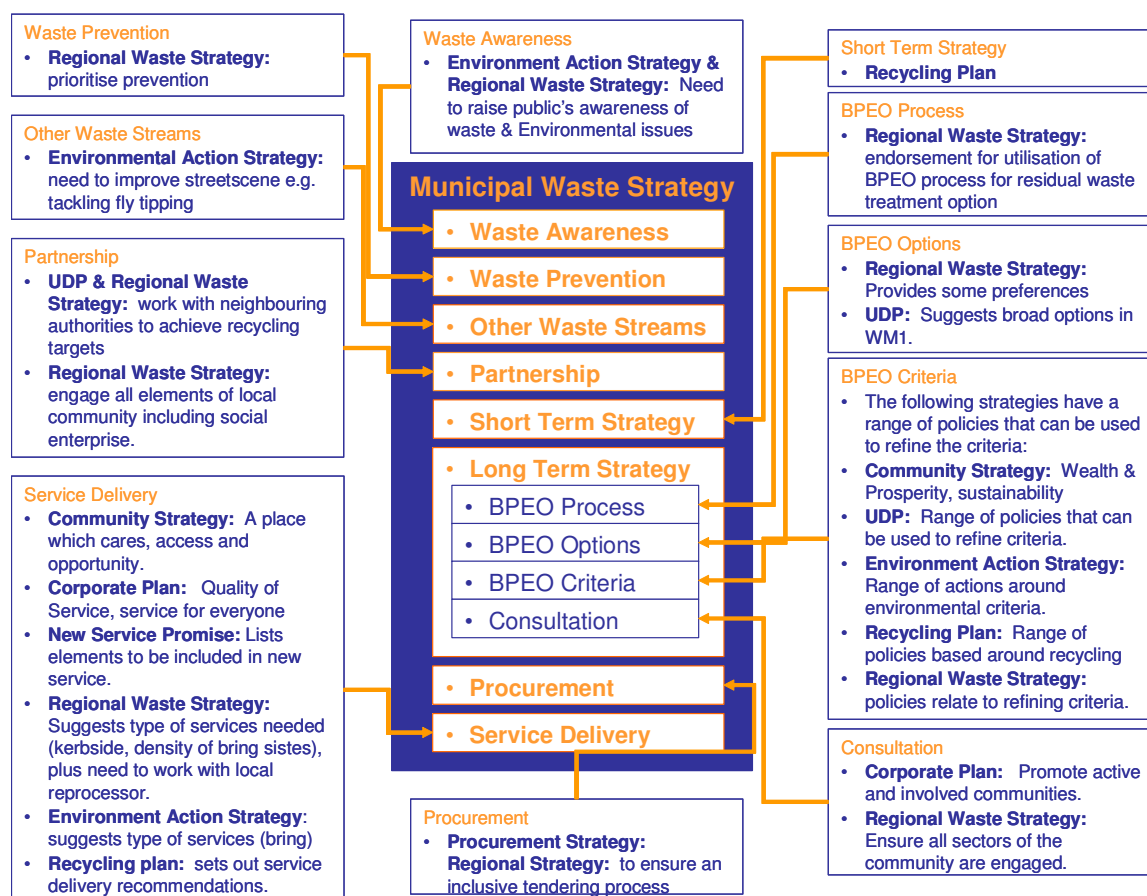 Waste Prevention
• Regional Waste Strategy:
prioritise prevention
Other Waste Streams
• Environmental Action Strategy:
need to improve streetscene e.g.
tackling fly tipping
Partnership
• UDP & Regional Waste
Strategy: work with neighbouring
authorities to achieve recycling
targets
• Regional Waste Strategy:
engage all elements of local
community including social
enterprise.
Service Delivery
• Community Strategy: A place
which cares, access and
opportunity.
• Corporate Plan: Quality of
Service, service for everyone
• New Service Promise: Lists
elements to be included in new
service.
• Regional Waste Strategy:
Suggests type of services needed
(kerbside, density of bring sistes),
plus need to work with local
reprocessor.
• Environment Action Strategy:
suggests type of services (bring)
• Recycling plan: sets out service
delivery recommendations.
Waste Awareness
• Environment Action Strategy &
Regional Waste Strategy: Need
to raise public's awareness of
waste & Environmental issues
Municipal Waste Strategy
• Waste Awareness
• Waste Prevention
• Other Waste Streams
• Partnership
• Short Term Strategy
• Long Term Strategy
• BPEO Process
• BPEO Options
• BPEO Criteria
• Consultation
• Procurement
• Service Delivery
Procurement
• Procurement Strategy:
Regional Strategy: to ensure an
inclusive tendering process
Short Term Strategy
• Recycling Plan
BPEO Process
• Regional Waste Strategy:
endorsement for utilisation of
BPEO process for residual waste
treatment option
BPEO Options
• Regional Waste Strategy:
Provides some preferences
• UDP: Suggests broad options in
WM1.
BPEO Criteria
• The following strategies have a
range of policies that can be used
to refine the criteria:
• Community Strategy: Wealth &
Prosperity, sustainability
• UDP: Range of policies that can
be used to refine criteria.
• Environment Action Strategy:
Range of actions around
environmental criteria.
• Recycling Plan: Range of
policies based around recycling
• Regional Waste Strategy:
policies relate to refining criteria.
Consultation
• Corporate Plan: Promote active
and involved communities.
• Regional Waste Strategy:
Ensure all sectors of the
community are engaged.